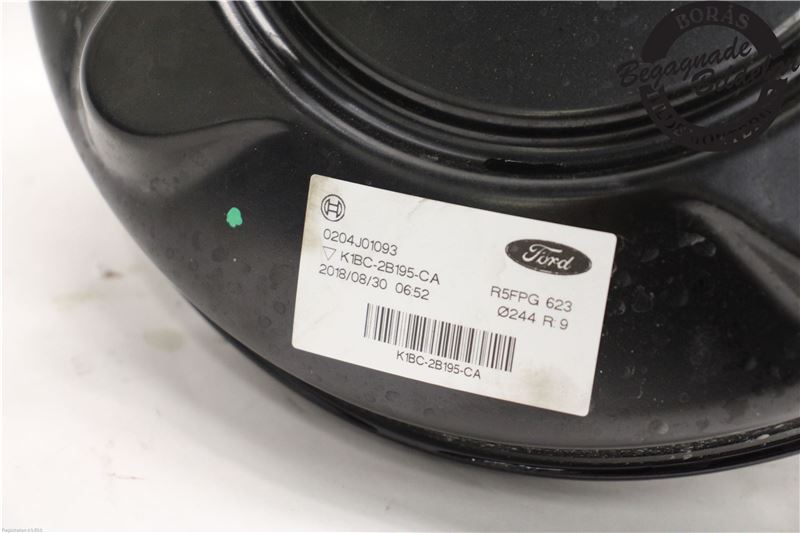 BORÅS
Begagnade
Bildelar
0204J01093
▽ K1BC-2B195-CA
2018/08/30 06:52
Ford
R5FPG 623
Ø244 R: 9
K1BC-2B195-CA